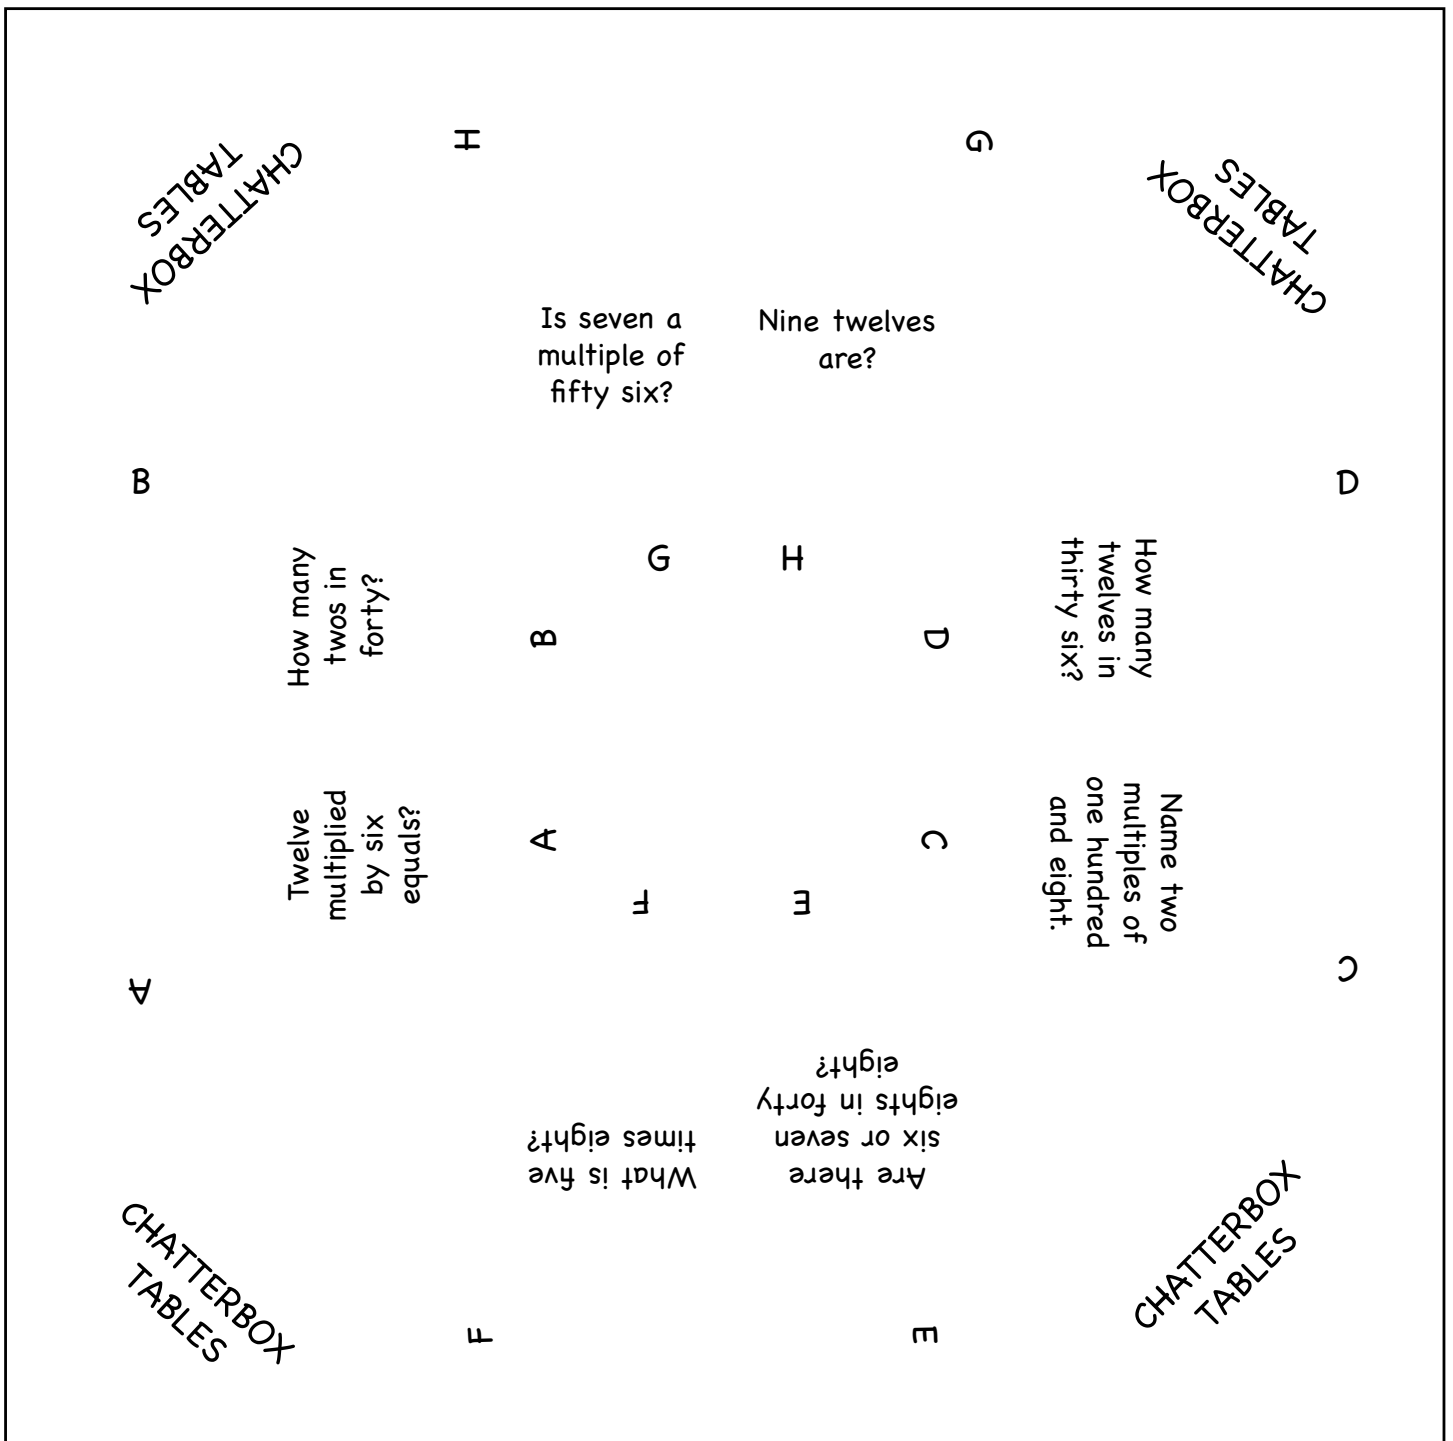 CHATTERBOX
TABLES
H
G
CHATTERBOX
TABLES
Is seven a
multiple of
fifty six?
Nine twelves
are?
B
D
How many
twos in
forty?
G
H
B
D
How many
twelves in
thirty six?
Twelve
multiplied
by six
equals?
A
C
F
E
Name two
multiples of
one hundred
and eight.
A
C
What is five
times eight?
Are there
six or seven
eights in forty
eight?
CHATTERBOX
TABLES
F
E
CHATTERBOX
TABLES